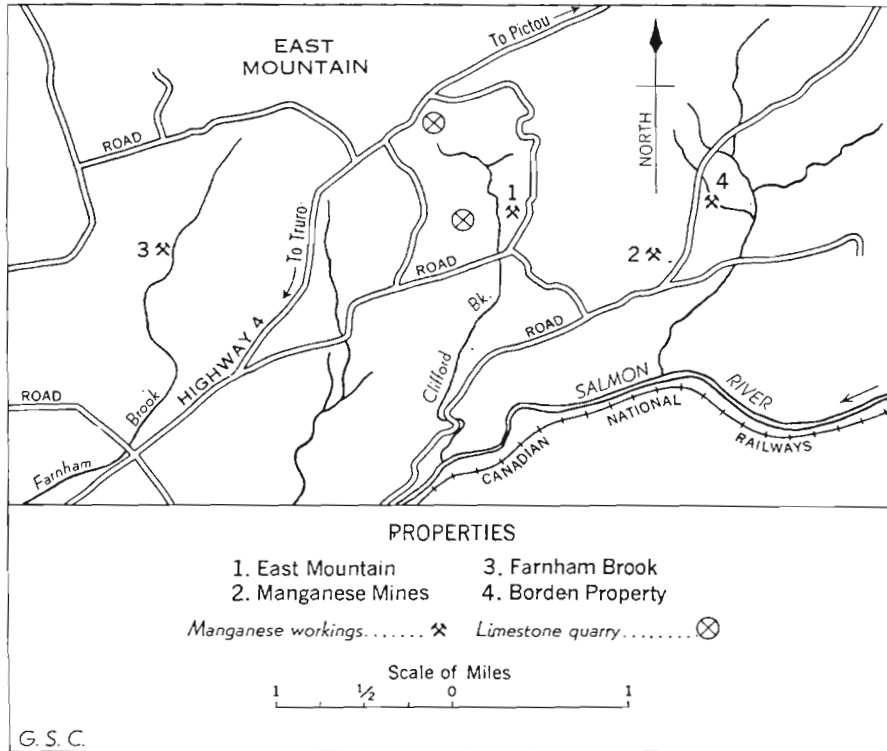 To Pictou
EAST
MOUNTAIN
ROAD
NORTH
4
1
3
To Truro
2
ROAD
Bk.
Clifford
ROAD
HIGHWAY 4
SALMON RIVER
ROAD
Brook
Farnham
CANADIAN NATIONAL RAILWAYS
PROPERTIES
1. East Mountain
2. Manganese Mines
3. Farnham Brook
4. Borden Property
Manganese workings.......
Limestone quarry........
Scale of Miles
1 ½ 0 1
G. S. C.